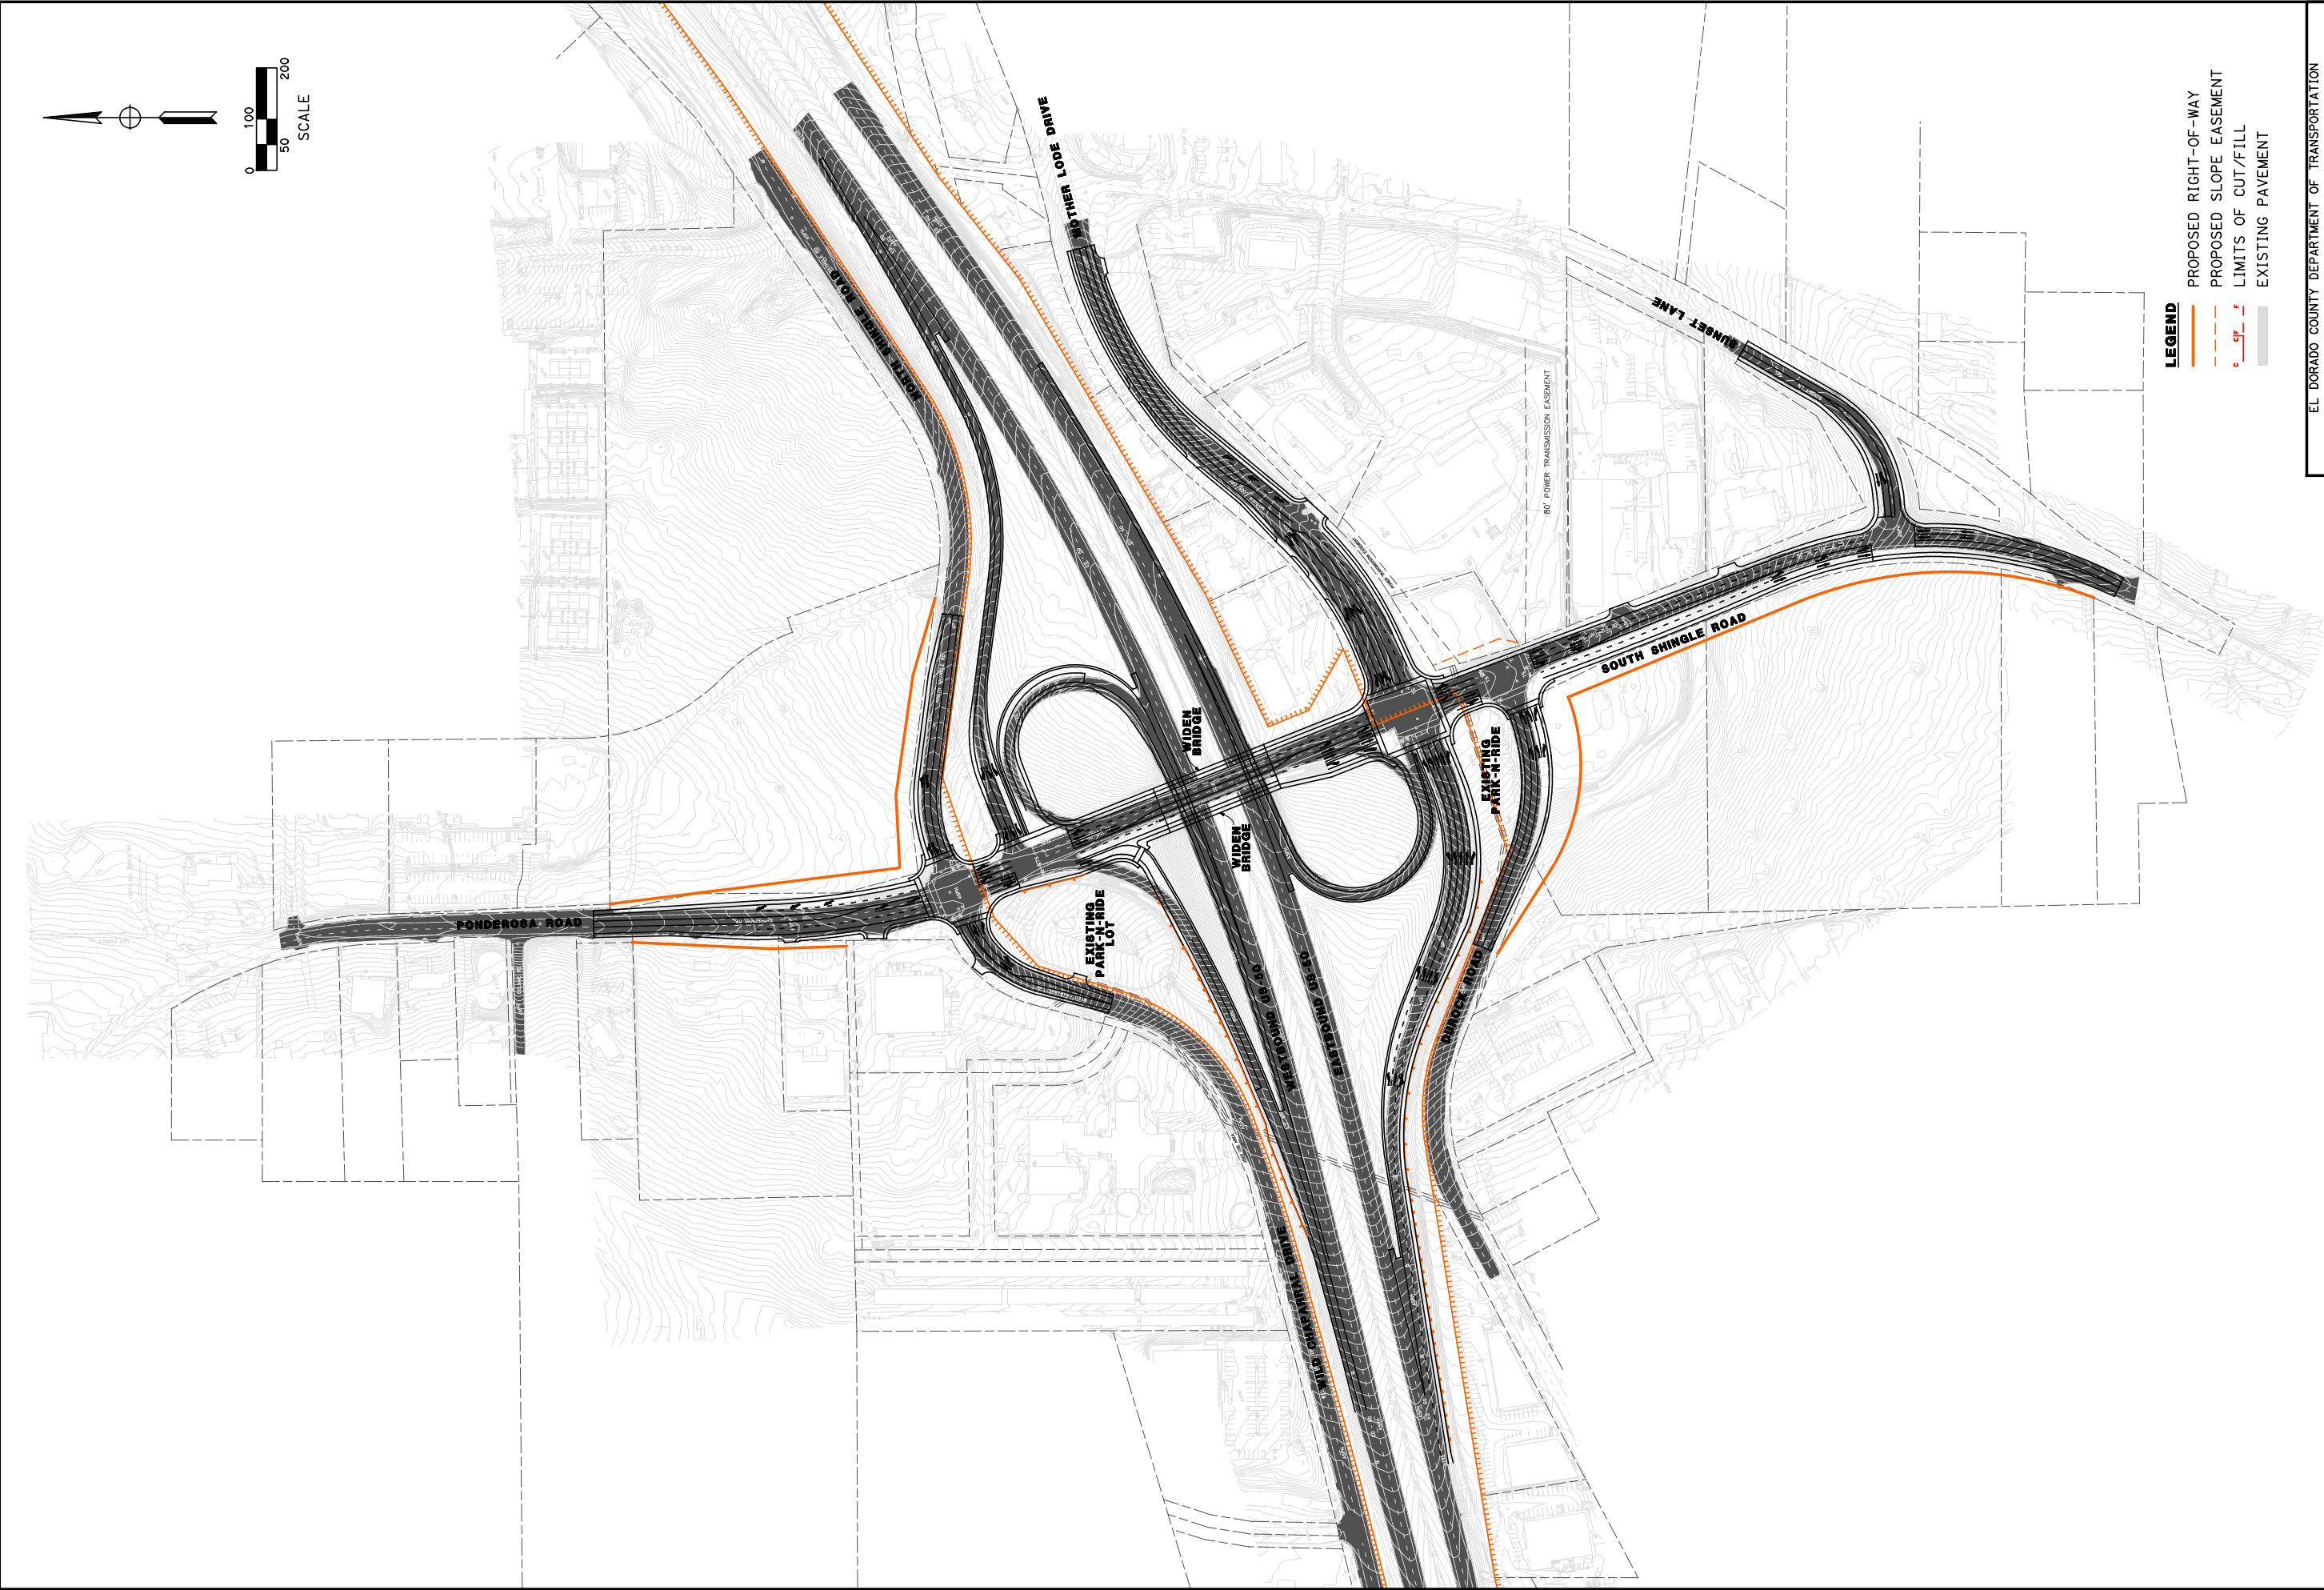 0
50
100
200
SCALE
MOTHER LODE DRIVE
NORTH SHINGLE ROAD
SUNSET LANE
80' POWER TRANSMISSION EASEMENT
SOUTH SHINGLE ROAD
WIDEN
BRIDGE
WIDEN
BRIDGE
EXISTING
PARK-N-RIDE
PONDEROSA ROAD
EXISTING
PARK-N-RIDE
LOT
WESTBOUND US-50
EASTBOUND US-50
DUROCK ROAD
WILD CHAPARRAL DRIVE
LEGEND
PROPOSED RIGHT-OF-WAY
PROPOSED SLOPE EASEMENT
C C F F LIMITS OF CUT/FILL
EXISTING PAVEMENT
EL DORADO COUNTY DEPARTMENT OF TRANSPORTATION